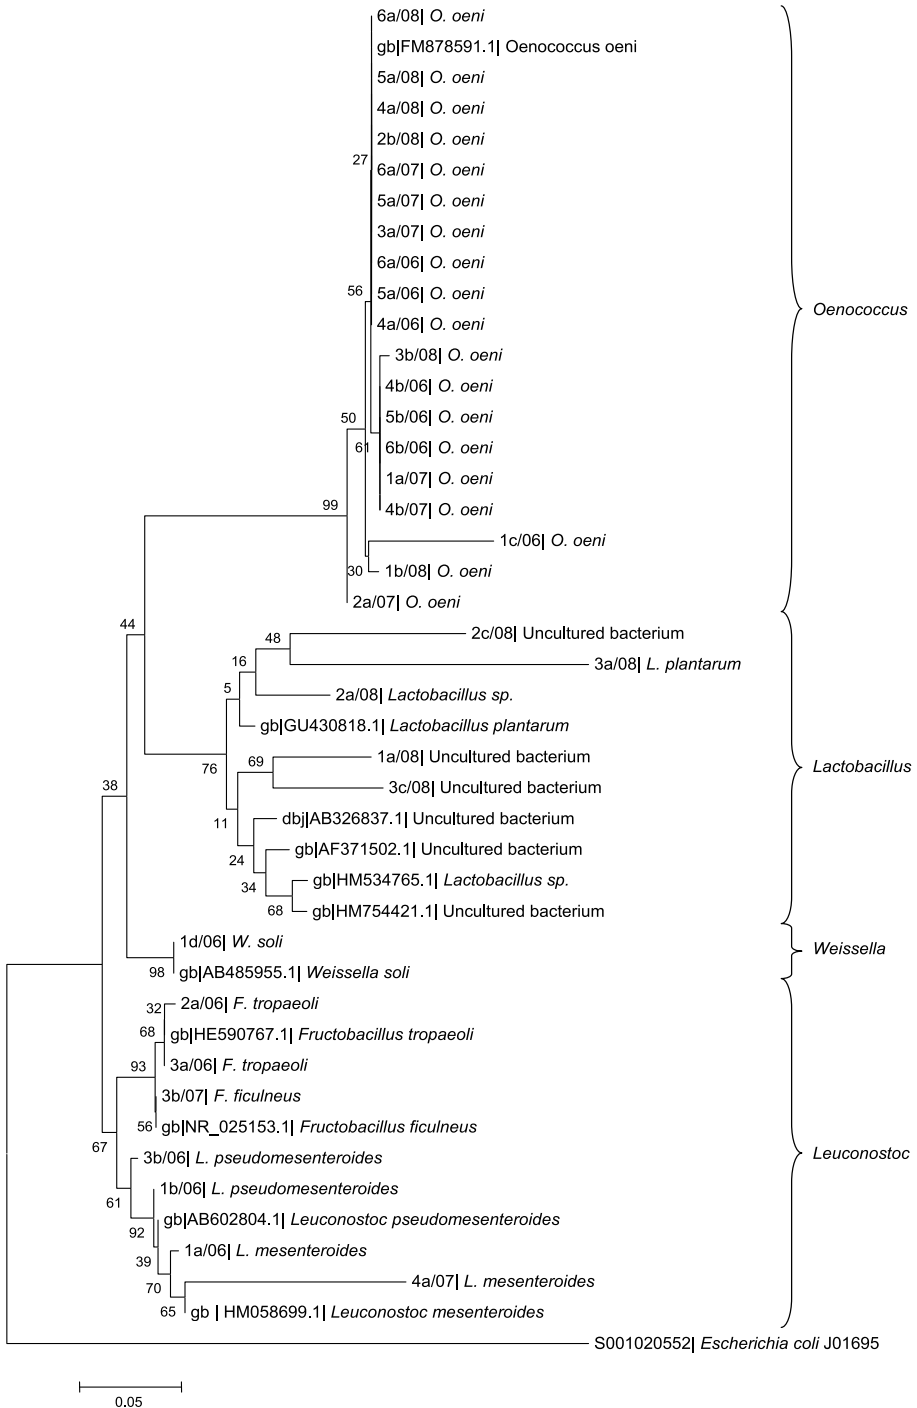 6a/08| O. oeni
gb|FM878591.1| Oenococcus oeni
5a/08| O. oeni
4a/08| O. oeni
2b/08| O. oeni
27
6a/07| O. oeni
5a/07| O. oeni
3a/07| O. oeni
6a/06| O. oeni
56
5a/06| O. oeni
Oenococcus
4a/06| O. oeni
3b/08| O. oeni
4b/06| O. oeni
50
5b/06| O. oeni
61
6b/06| O. oeni
1a/07| O. oeni
99
4b/07| O. oeni
1c/06| O. oeni
30
1b/08| O. oeni
2a/07| O. oeni
44
48
2c/08| Uncultured bacterium
16
3a/08| L. plantarum
5
2a/08| Lactobacillus sp.
gb|GU430818.1| Lactobacillus plantarum
76
69
1a/08| Uncultured bacterium
Lactobacillus
38
3c/08| Uncultured bacterium
11
dbj|AB326837.1| Uncultured bacterium
24
gb|AF371502.1| Uncultured bacterium
34
gb|HM534765.1| Lactobacillus sp.
68
gb|HM754421.1| Uncultured bacterium
1d/06| W. soli
Weissella
98
gb|AB485955.1| Weissella soli
32
2a/06| F. tropaeoli
68
gb|HE590767.1| Fructobacillus tropaeoli
93
3a/06| F. tropaeoli
3b/07| F. ficulneus
56
gb|NR_025153.1| Fructobacillus ficulneus
67
3b/06| L. pseudomesenteroides
Leuconostoc
61
1b/06| L. pseudomesenteroides
92
gb|AB602804.1| Leuconostoc pseudomesenteroides
39
1a/06| L. mesenteroides
70
4a/07| L. mesenteroides
65
gb | HM058699.1| Leuconostoc mesenteroides
S001020552| Escherichia coli J01695
0.05